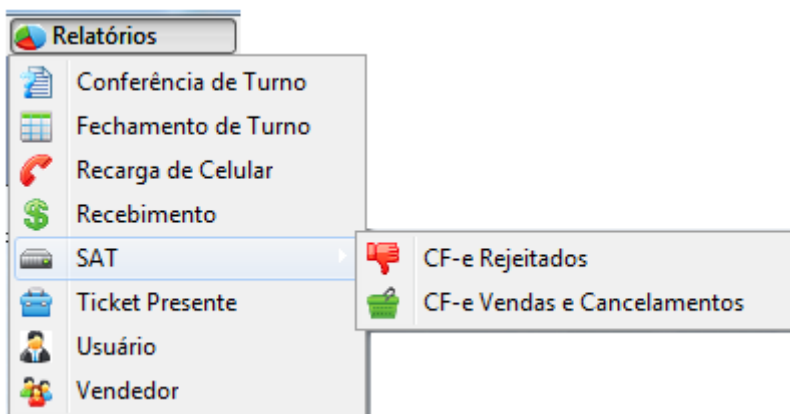 Relatórios
Conferência de Turno
Fechamento de Turno
Recarga de Celular
Recebimento
SAT
CF-e Rejeitados
CF-e Vendas e Cancelamentos
Ticket Presente
Usuário
Vendedor